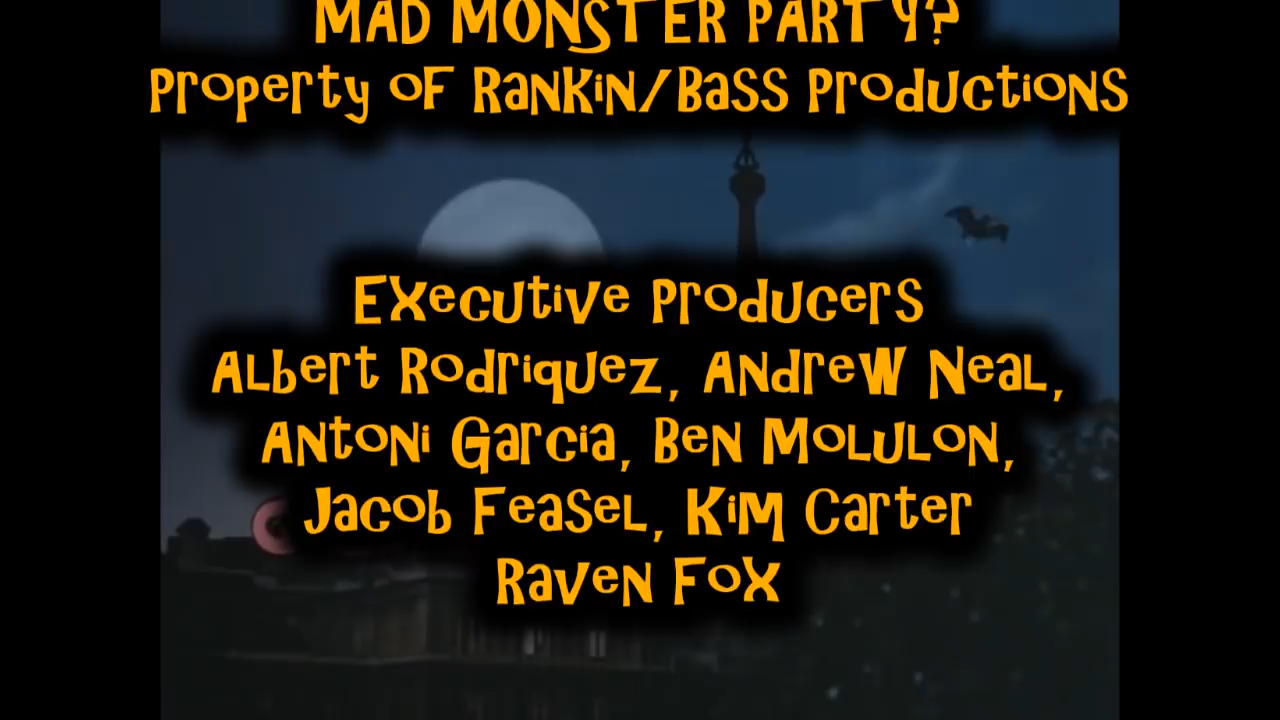 MAD MONSTER PARTY?
Property of Rankin/Bass Productions
Executive Producers
Albert Rodriquez, Andrew Neal,
Antoni Garcia, Ben Molulon,
Jacob Feasel, Kim Carter
Raven Fox